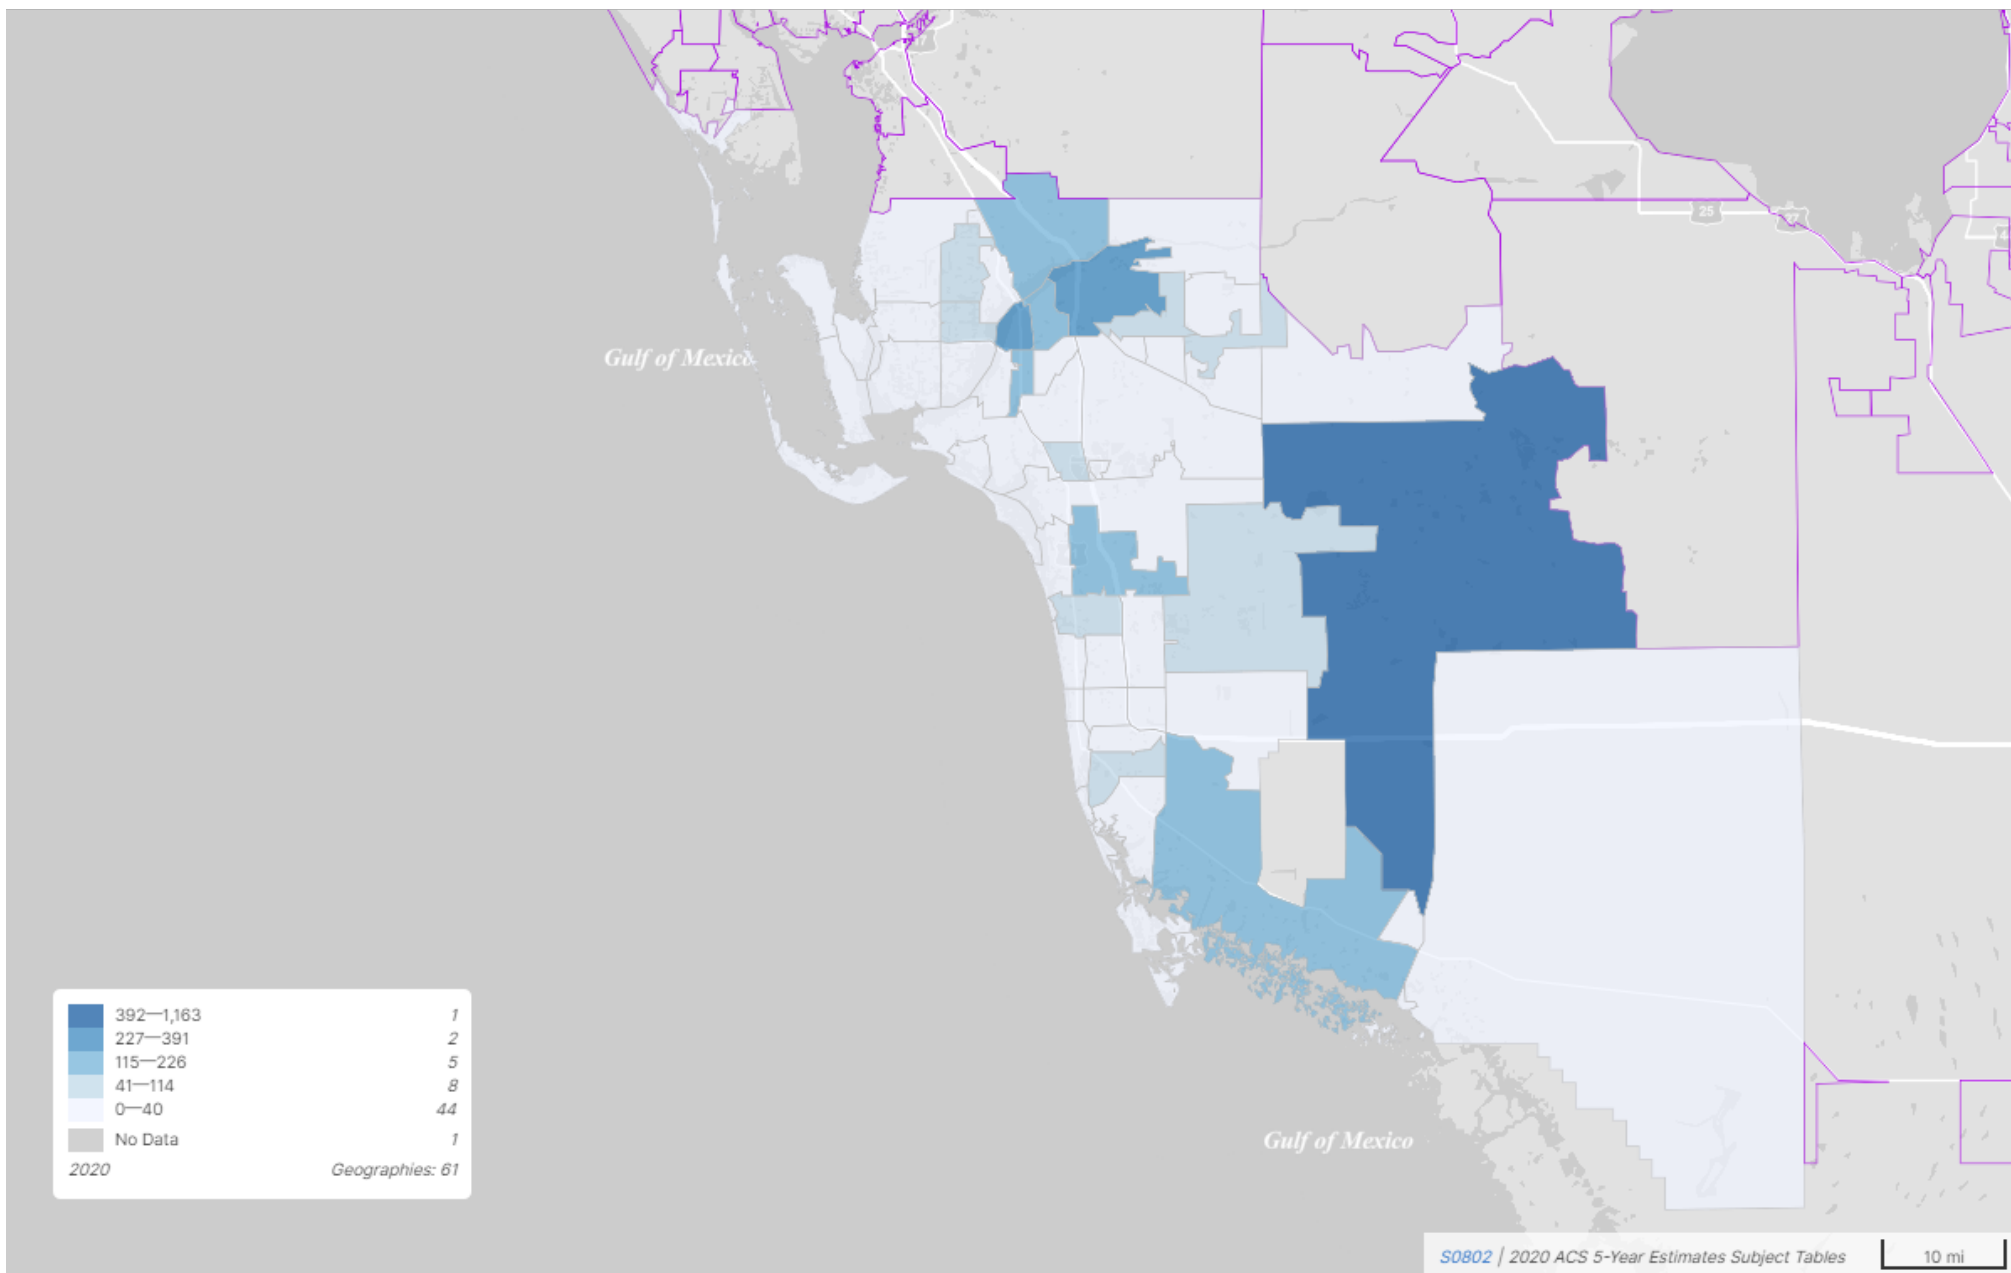 25
27
Gulf of Mexico
392—1,163 1
227—391 2
115—226 5
41—114 8
0—40 44
No Data 1
2020 Geographies: 61
Gulf of Mexico
S0802 | 2020 ACS 5-Year Estimates Subject Tables 10 mi